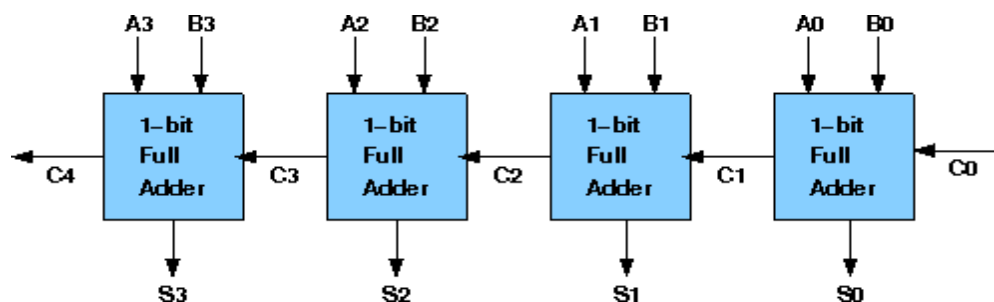 A3 B3 A2 B2 A1 B1 A0 B0
1-bit Full Adder
1-bit Full Adder
1-bit Full Adder
1-bit Full Adder
C4 C3 C2 C1 C0
S3 S2 S1 S0